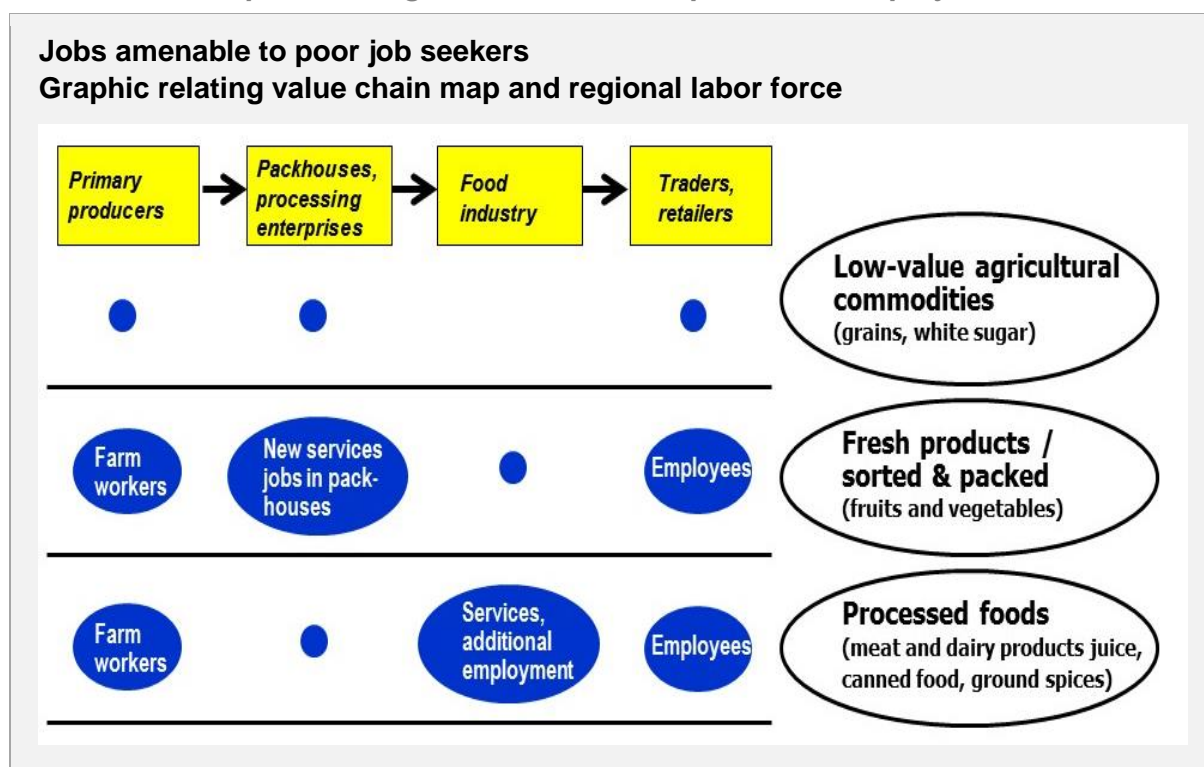 Jobs amenable to poor job seekers
Graphic relating value chain map and regional labor force
Primary
producers
Packhouses,
processing
enterprises
Food
industry
Traders,
retailers
Low-value agricultural
commodities
(grains, white sugar)
Farm
workers
New services
jobs in pack-
houses
Employees
Fresh products /
sorted & packed
(fruits and vegetables)
Farm
workers
Services,
additional
employment
Employees
Processed foods
(meat and dairy products juice,
canned food, ground spices)